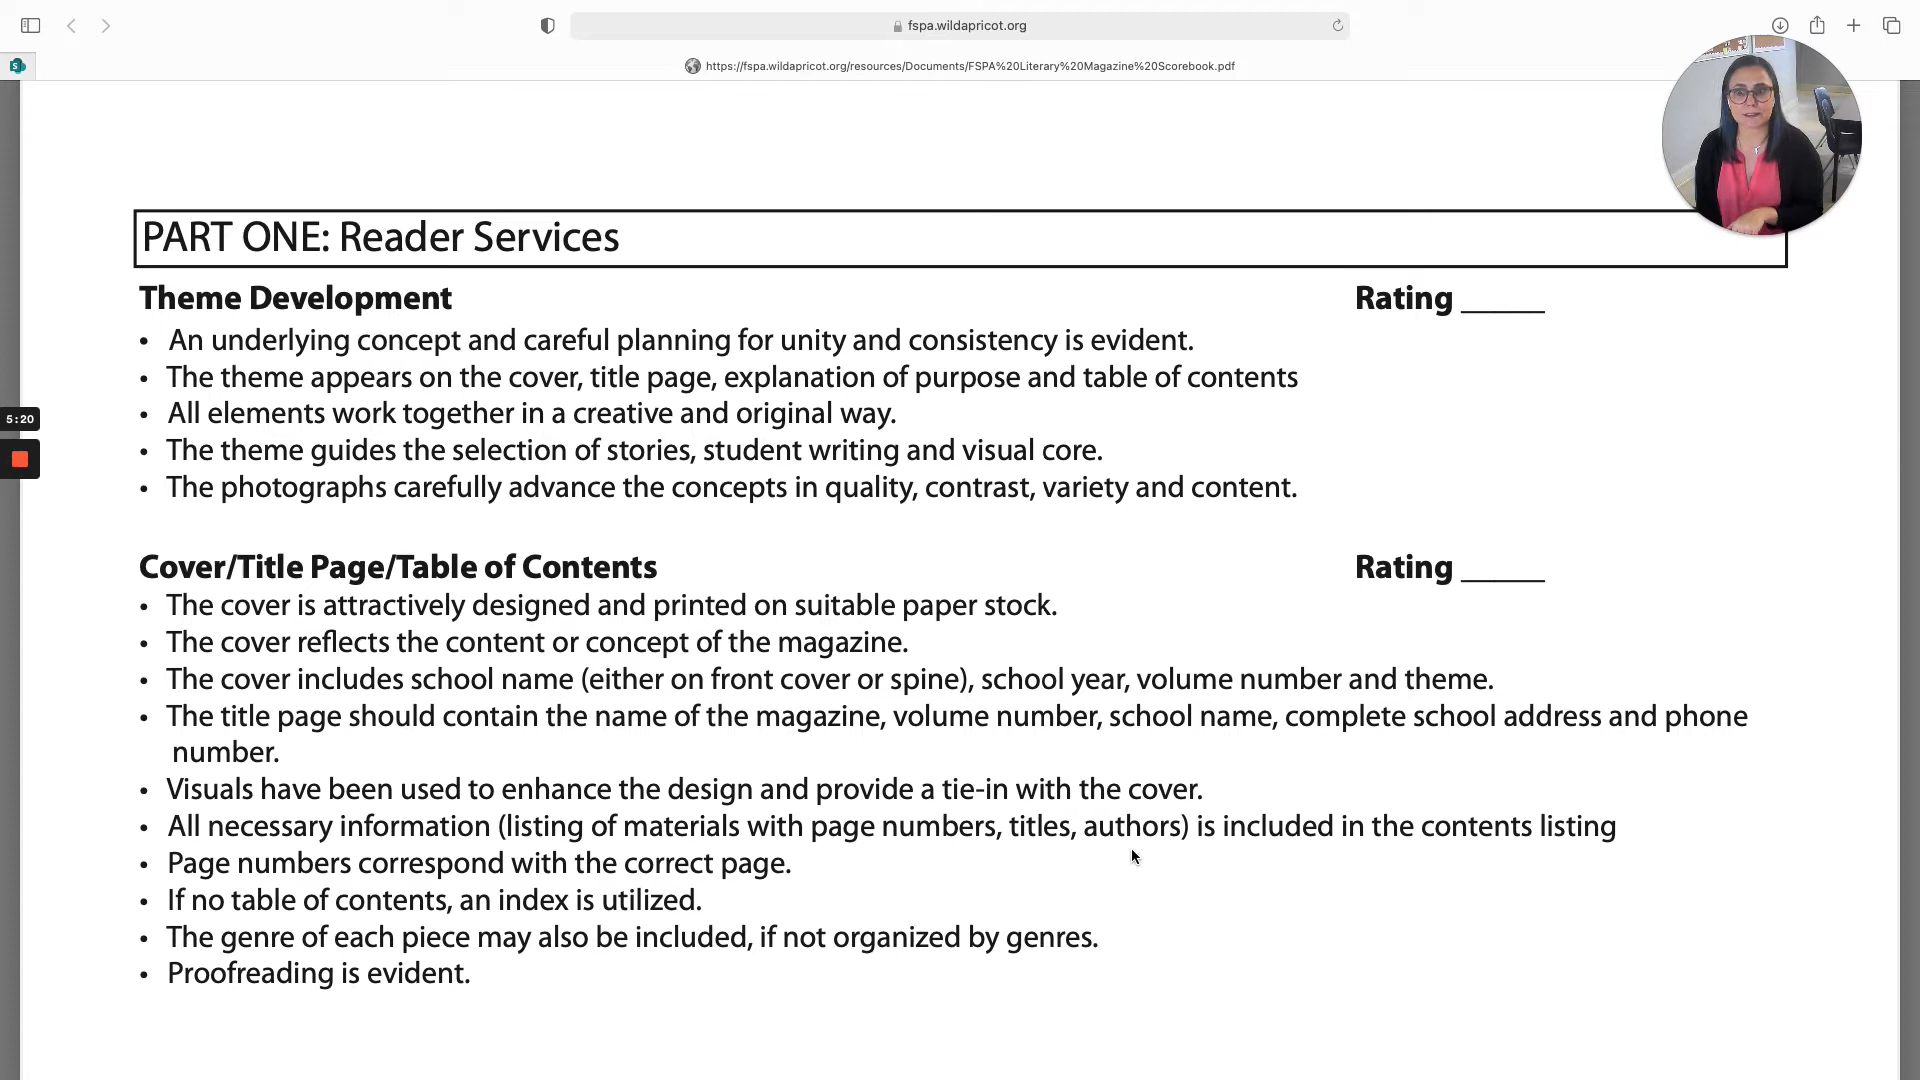 fspa.wildapricot.org
https://fspa.wildapricot.org/resources/Documents/FSPA%20Literary%20Magazine%20Scorebook.pdf
PART ONE: Reader Services
Theme Development Rating _____
• An underlying concept and careful planning for unity and consistency is evident.
• The theme appears on the cover, title page, explanation of purpose and table of contents
• All elements work together in a creative and original way.
5:20
• The theme guides the selection of stories, student writing and visual core.
• The photographs carefully advance the concepts in quality, contrast, variety and content.
Cover/Title Page/Table of Contents Rating _____
• The cover is attractively designed and printed on suitable paper stock.
• The cover reflects the content or concept of the magazine.
• The cover includes school name (either on front cover or spine), school year, volume number and theme.
• The title page should contain the name of the magazine, volume number, school name, complete school address and phone
number.
• Visuals have been used to enhance the design and provide a tie-in with the cover.
• All necessary information (listing of materials with page numbers, titles, authors) is included in the contents listing
• Page numbers correspond with the correct page.
• If no table of contents, an index is utilized.
• The genre of each piece may also be included, if not organized by genres.
• Proofreading is evident.